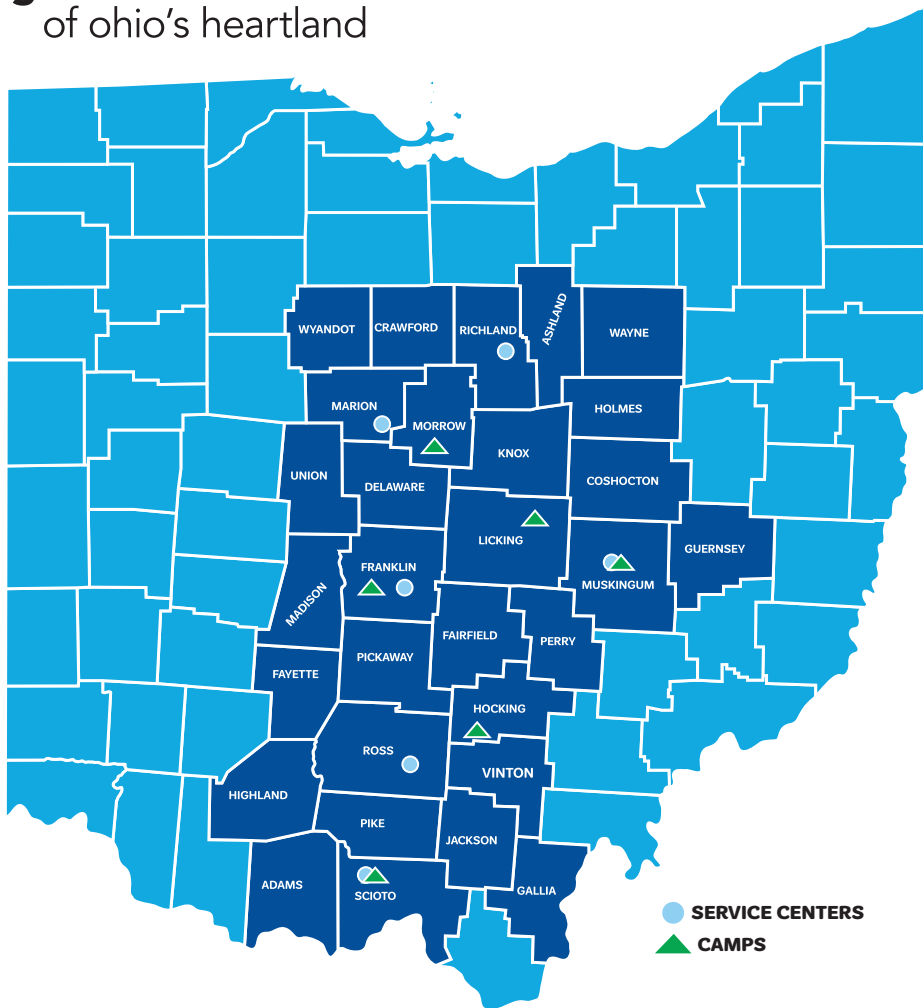 of ohio's heartland
ASHLAND
WYANDOT
CRAWFORD
RICHLAND
WAYNE
MARION
HOLMES
MORROW
KNOX
UNION
COSHOCTON
DELAWARE
LICKING
GUERNSEY
FRANKLIN
MUSKINGUM
MADISON
FAIRFIELD
PERRY
PICKAWAY
FAYETTE
HOCKING
ROSS
VINTON
HIGHLAND
PIKE
JACKSON
ADAMS
GALLIA
SCIOTO
SERVICE CENTERS
CAMPS